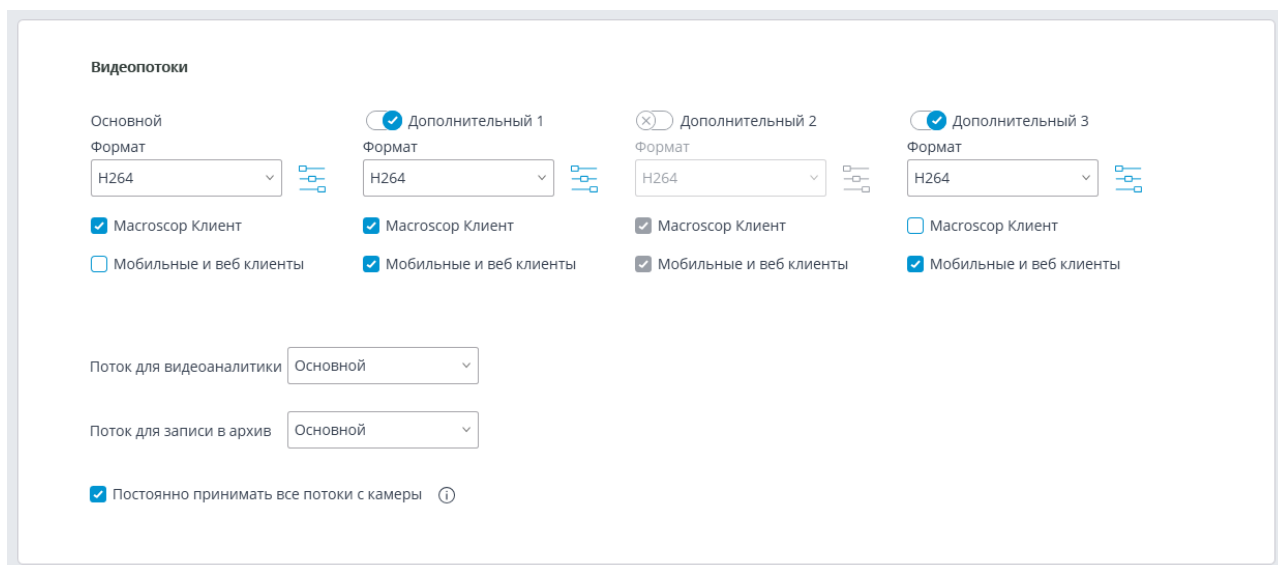 Видеопотоки
Основной Дополнительный 1 Дополнительный 2 Дополнительный 3
Формат Формат Формат Формат
H264 H264 H264 H264
Macroscop Клиент Macroscop Клиент Macroscop Клиент Macroscop Клиент
Мобильные и веб клиенты Мобильные и веб клиенты Мобильные и веб клиенты Мобильные и веб клиенты
Поток для видеоаналитики Основной
Поток для записи в архив Основной
Постоянно принимать все потоки с камеры